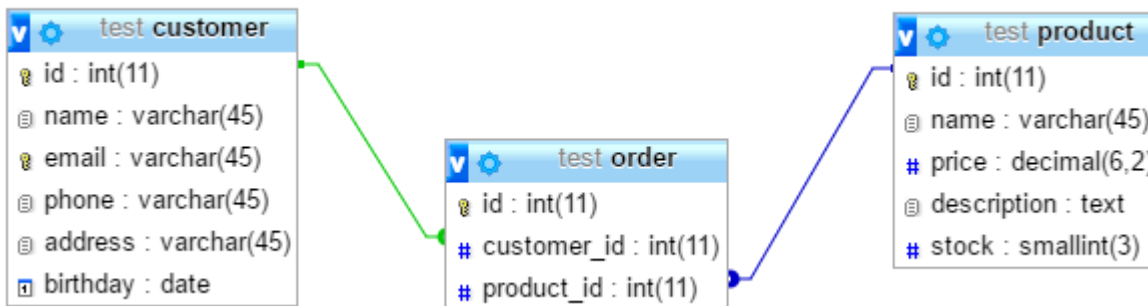 test customer
id : int(11)
name : varchar(45)
email : varchar(45)
phone : varchar(45)
address : varchar(45)
birthday : date
test order
id : int(11)
customer_id : int(11)
product_id : int(11)
test product
id : int(11)
name : varchar(45)
price : decimal(6,2)
description : text
stock : smallint(3)